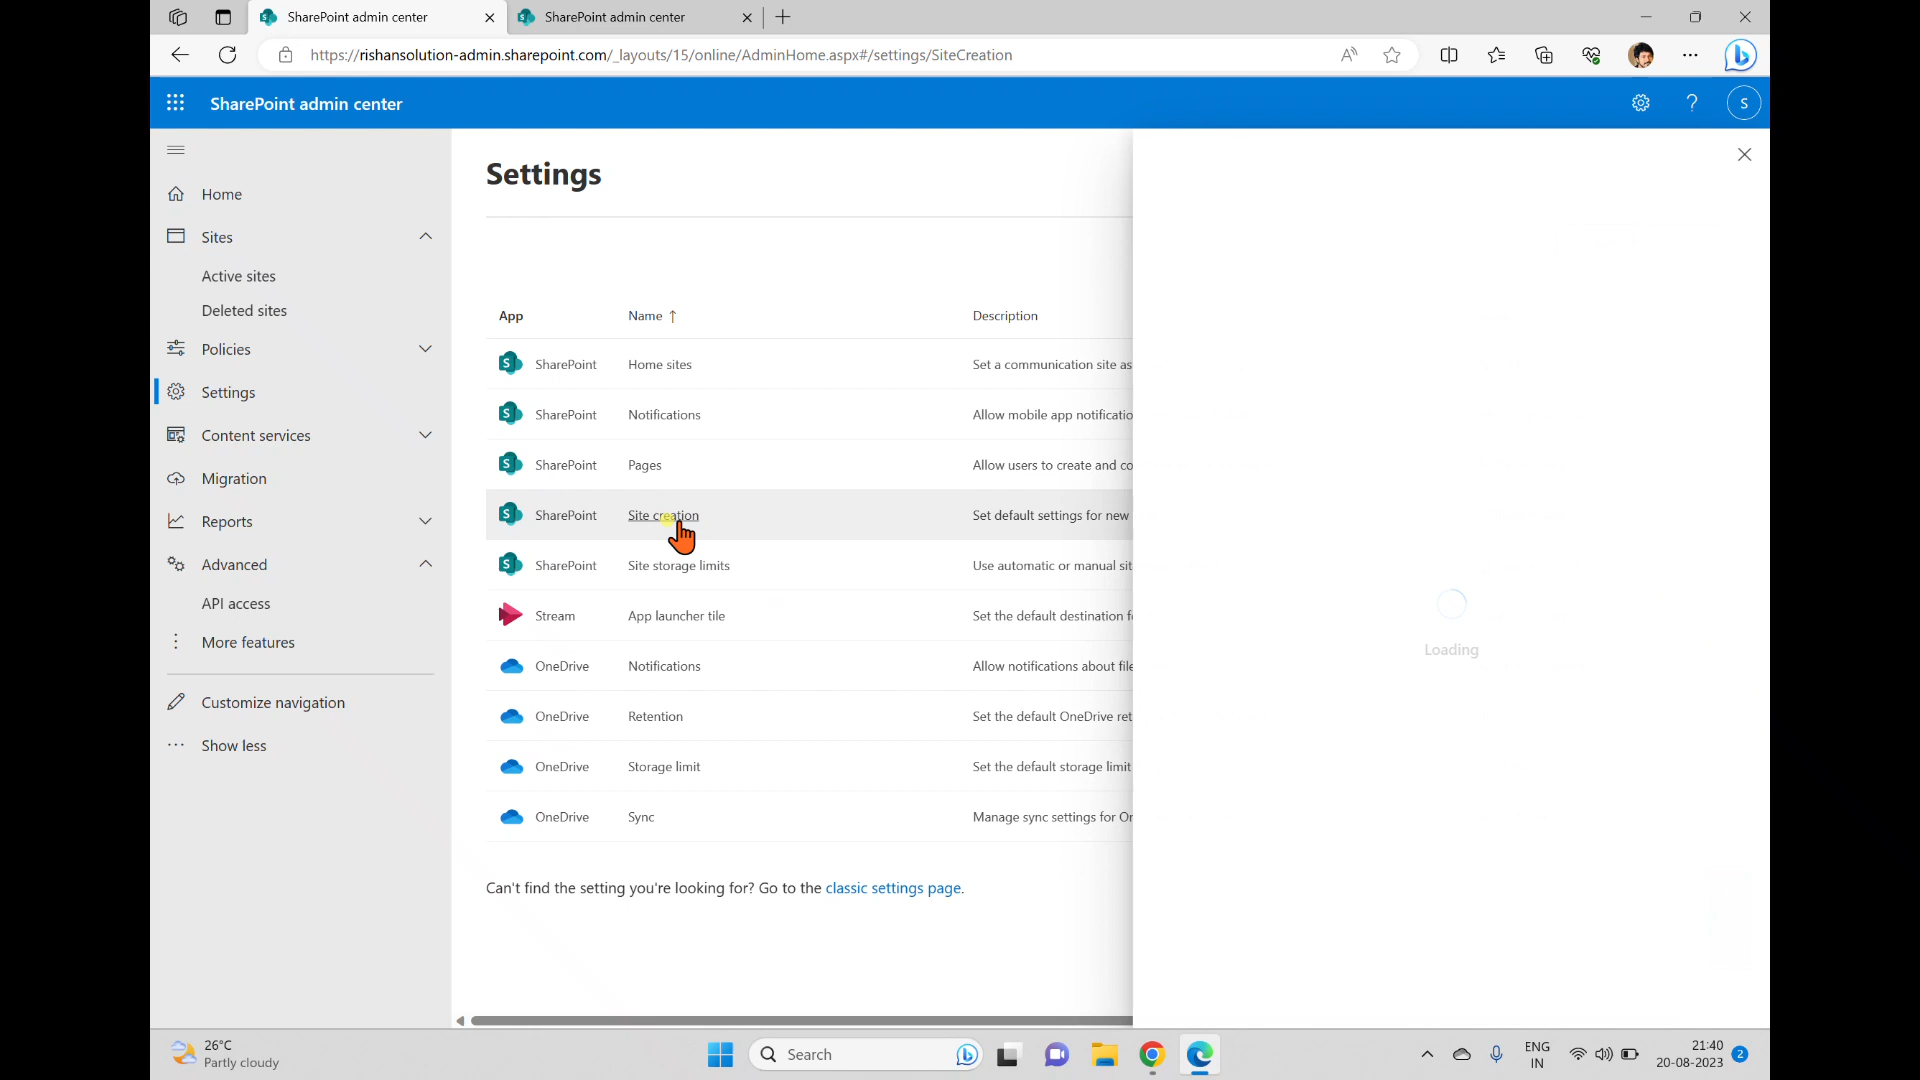 SharePoint admin center
SharePoint admin center
https://rishansolution-admin.sharepoint.com/_layouts/15/online/AdminHome.aspx#/settings/SiteCreation
SharePoint admin center
?
S
Home
Sites
Active sites
Deleted sites
Policies
Settings
Content services
Migration
Reports
Advanced
API access
More features
Customize navigation
Show less
Settings
App Name ↑ Description
SharePoint Home sites Set a communication site as
SharePoint Notifications Allow mobile app notificatio
SharePoint Pages Allow users to create and co
SharePoint Site creation Set default settings for new
SharePoint Site storage limits Use automatic or manual sit
Stream App launcher tile Set the default destination f
OneDrive Notifications Allow notifications about file
OneDrive Retention Set the default OneDrive ret
OneDrive Storage limit Set the default storage limit
OneDrive Sync Manage sync settings for Or
Can't find the setting you're looking for? Go to the classic settings page.
Loading
26°C
Partly cloudy
Search
ENG
IN
21:40
20-08-2023
2